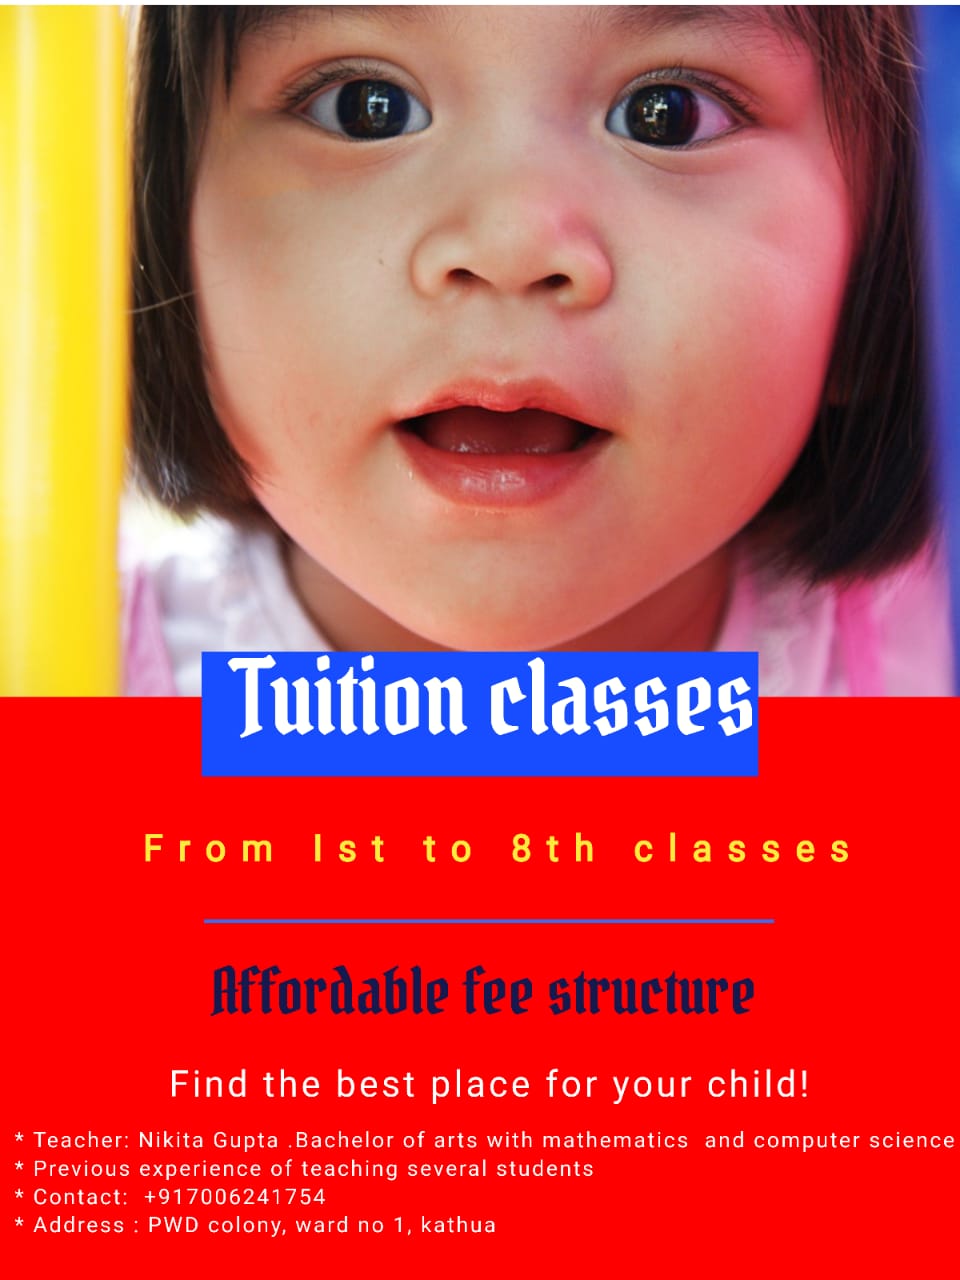 Tuition classes
From Ist to 8th classes
Affordable fee structure
Find the best place for your child!
* Teacher: Nikita Gupta .Bachelor of arts with mathematics  and computer science
* Previous experience of teaching several students
* Contact:  +917006241754
* Address : PWD colony, ward no 1, kathua